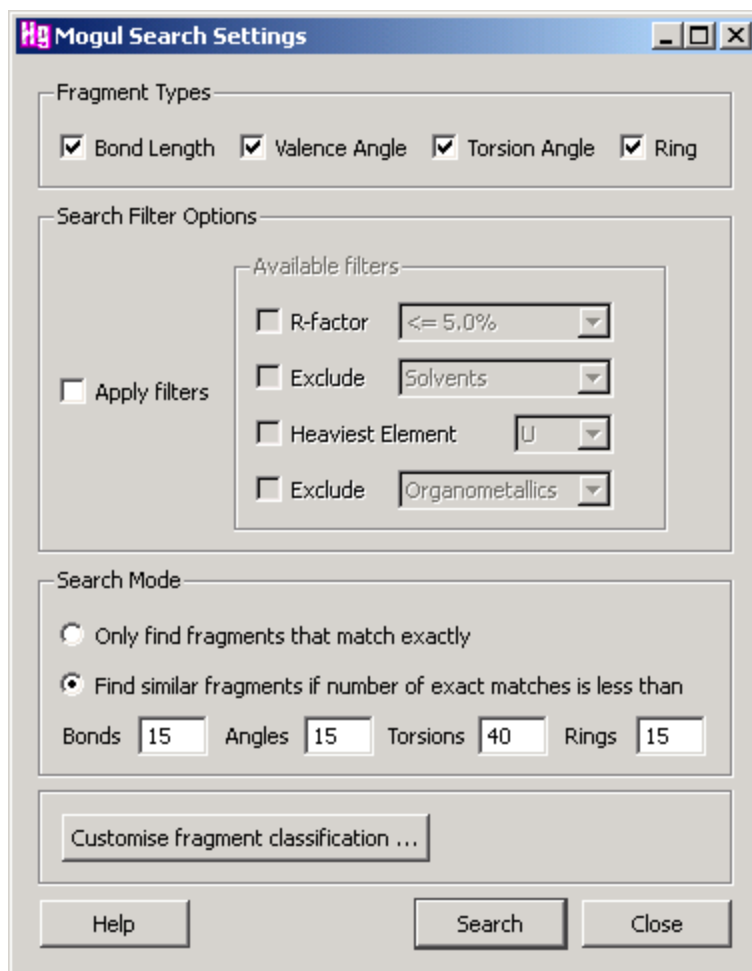 Hg Mogul Search Settings
Fragment Types
Bond Length Valence Angle Torsion Angle Ring
Search Filter Options
Available filters
R-factor <= 5.0%
Exclude Solvents
Apply filters
Heaviest Element U
Exclude Organometallics
Search Mode
Only find fragments that match exactly
Find similar fragments if number of exact matches is less than
Bonds 15 Angles 15 Torsions 40 Rings 15
Customise fragment classification ...
Help Search Close